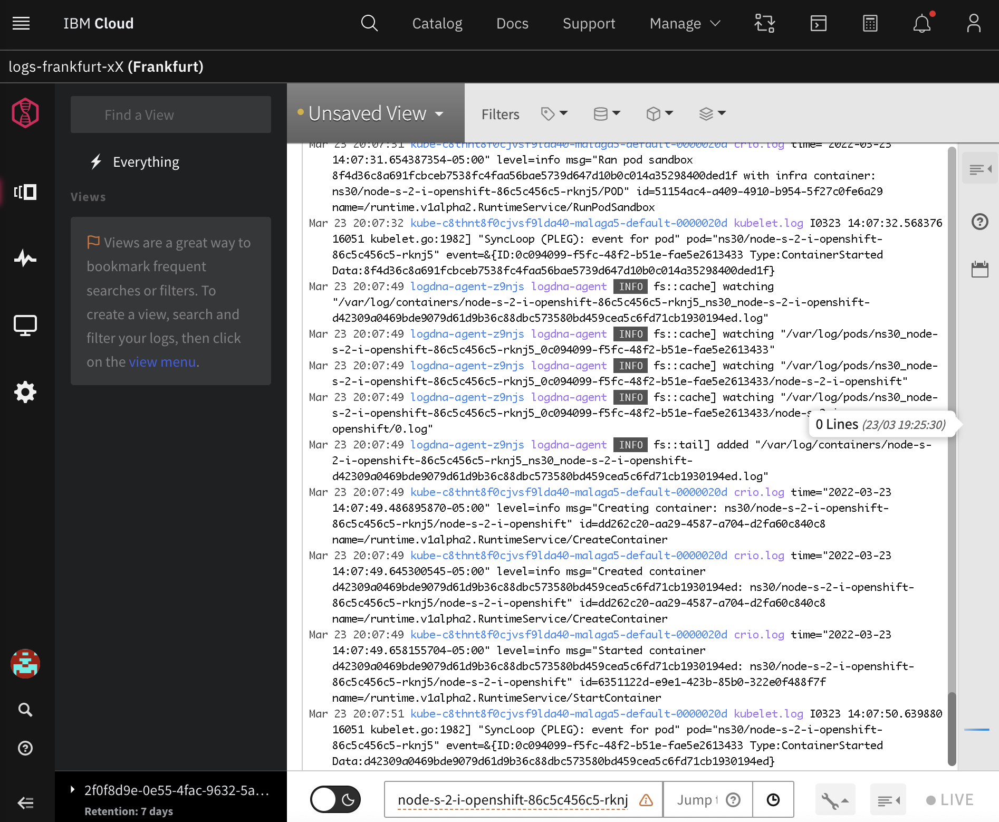 IBM Cloud
Catalog
Docs
Support
Manage
logs-frankfurt-xX (Frankfurt)
Find a View
Everything
Views
Views are a great way to
bookmark frequent
searches or filters. To
create a view, search and
filter your logs, then click
on the view menu.
2f0f8d9e-0e55-4fac-9632-5a...
Retention: 7 days
Unsaved View
Filters
Mar 23 20:07:31 kube-c8thnt8f0cjvsf9lda40-malaga5-default-0000020d crio.log time="2022-03-23
14:07:31.654387354-05:00" level=info msg="Ran pod sandbox
8f4d36c8a691fcbceb7538fc4faa56bae5739d647d10b0c014a35298400ded1f with infra container:
ns30/node-s-2-i-openshift-86c5c456c5-rknj5/POD" id=51154ac4-a409-4910-b954-5f27c0fe6a29
name=/runtime.v1alpha2.RuntimeService/RunPodSandbox
Mar 23 20:07:32 kube-c8thnt8f0cjvsf9lda40-malaga5-default-0000020d kubelet.log I0323 14:07:32.568376
16051 kubelet.go:1982] "SyncLoop (PLEG): event for pod" pod="ns30/node-s-2-i-openshift-
86c5c456c5-rknj5" event=&{ID:0c094099-f5fc-48f2-b51e-fae5e2613433 Type:ContainerStarted
Data:8f4d36c8a691fcbceb7538fc4faa56bae5739d647d10b0c014a35298400ded1f}
Mar 23 20:07:49 logdna-agent-z9njs logdna-agent INFO fs::cache] watching
"/var/log/containers/node-s-2-i-openshift-86c5c456c5-rknj5_ns30_node-s-2-i-openshift-
d42309a0469bde9079d61d9b36c88dbc573580bd459cea5c6fd71cb1930194ed.log"
Mar 23 20:07:49 logdna-agent-z9njs logdna-agent INFO fs::cache] watching "/var/log/pods/ns30_node-
s-2-i-openshift-86c5c456c5-rknj5_0c094099-f5fc-48f2-b51e-fae5e2613433"
Mar 23 20:07:49 logdna-agent-z9njs logdna-agent INFO fs::cache] watching "/var/log/pods/ns30_node-
s-2-i-openshift-86c5c456c5-rknj5_0c094099-f5fc-48f2-b51e-fae5e2613433/node-s-2-i-openshift"
Mar 23 20:07:49 logdna-agent-z9njs logdna-agent INFO fs::cache] watching "/var/log/pods/ns30_node-
s-2-i-openshift-86c5c456c5-rknj5_0c094099-f5fc-48f2-b51e-fae5e2613433/node-s-2-i-
openshift/0.log"
0 Lines (23/03 19:25:30)
Mar 23 20:07:49 logdna-agent-z9njs logdna-agent INFO fs::tail] added "/var/log/containers/node-s-
2-i-openshift-86c5c456c5-rknj5_ns30_node-s-2-i-openshift-
d42309a0469bde9079d61d9b36c88dbc573580bd459cea5c6fd71cb1930194ed.log"
Mar 23 20:07:49 kube-c8thnt8f0cjvsf9lda40-malaga5-default-0000020d crio.log time="2022-03-23
14:07:49.486895870-05:00" level=info msg="Creating container: ns30/node-s-2-i-openshift-
86c5c456c5-rknj5/node-s-2-i-openshift" id=dd262c20-aa29-4587-a704-d2fa60c840c8
name=/runtime.v1alpha2.RuntimeService/CreateContainer
Mar 23 20:07:49 kube-c8thnt8f0cjvsf9lda40-malaga5-default-0000020d crio.log time="2022-03-23
14:07:49.645300545-05:00" level=info msg="Created container
d42309a0469bde9079d61d9b36c88dbc573580bd459cea5c6fd71cb1930194ed: ns30/node-s-2-i-openshift-
86c5c456c5-rknj5/node-s-2-i-openshift" id=dd262c20-aa29-4587-a704-d2fa60c840c8
name=/runtime.v1alpha2.RuntimeService/CreateContainer
Mar 23 20:07:49 kube-c8thnt8f0cjvsf9lda40-malaga5-default-0000020d crio.log time="2022-03-23
14:07:49.658155704-05:00" level=info msg="Started container
d42309a0469bde9079d61d9b36c88dbc573580bd459cea5c6fd71cb1930194ed: ns30/node-s-2-i-openshift-
86c5c456c5-rknj5/node-s-2-i-openshift" id=6351122d-e9e1-423b-85b0-322e0f488f7f
name=/runtime.v1alpha2.RuntimeService/StartContainer
Mar 23 20:07:51 kube-c8thnt8f0cjvsf9lda40-malaga5-default-0000020d kubelet.log I0323 14:07:50.639880
16051 kubelet.go:1982] "SyncLoop (PLEG): event for pod" pod="ns30/node-s-2-i-openshift-
86c5c456c5-rknj5" event=&{ID:0c094099-f5fc-48f2-b51e-fae5e2613433 Type:ContainerStarted
Data:d42309a0469bde9079d61d9b36c88dbc573580bd459cea5c6fd71cb1930194ed}
node-s-2-i-openshift-86c5c456c5-rknj
Jump t
LIVE